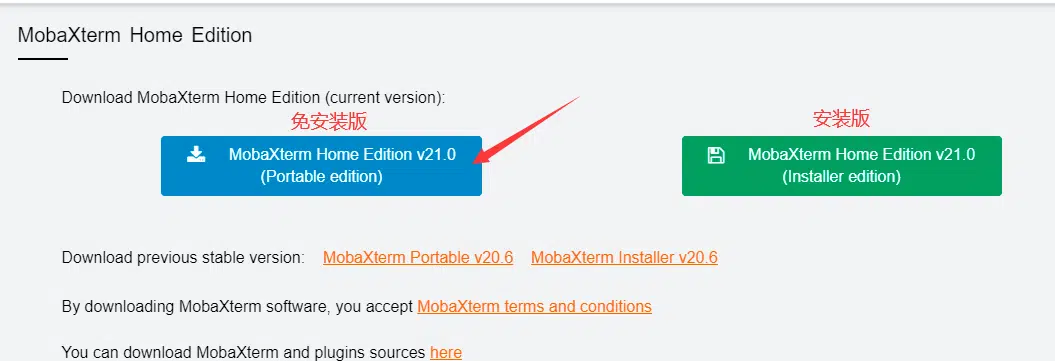 MobaXterm Home Edition
Download MobaXterm Home Edition (current version):
免安装版
安装版
MobaXterm Home Edition v21.0
(Portable edition)
MobaXterm Home Edition v21.0
(Installer edition)
Download previous stable version: MobaXterm Portable v20.6 MobaXterm Installer v20.6
By downloading MobaXterm software, you accept MobaXterm terms and conditions
You can download MobaXterm and plugins sources here